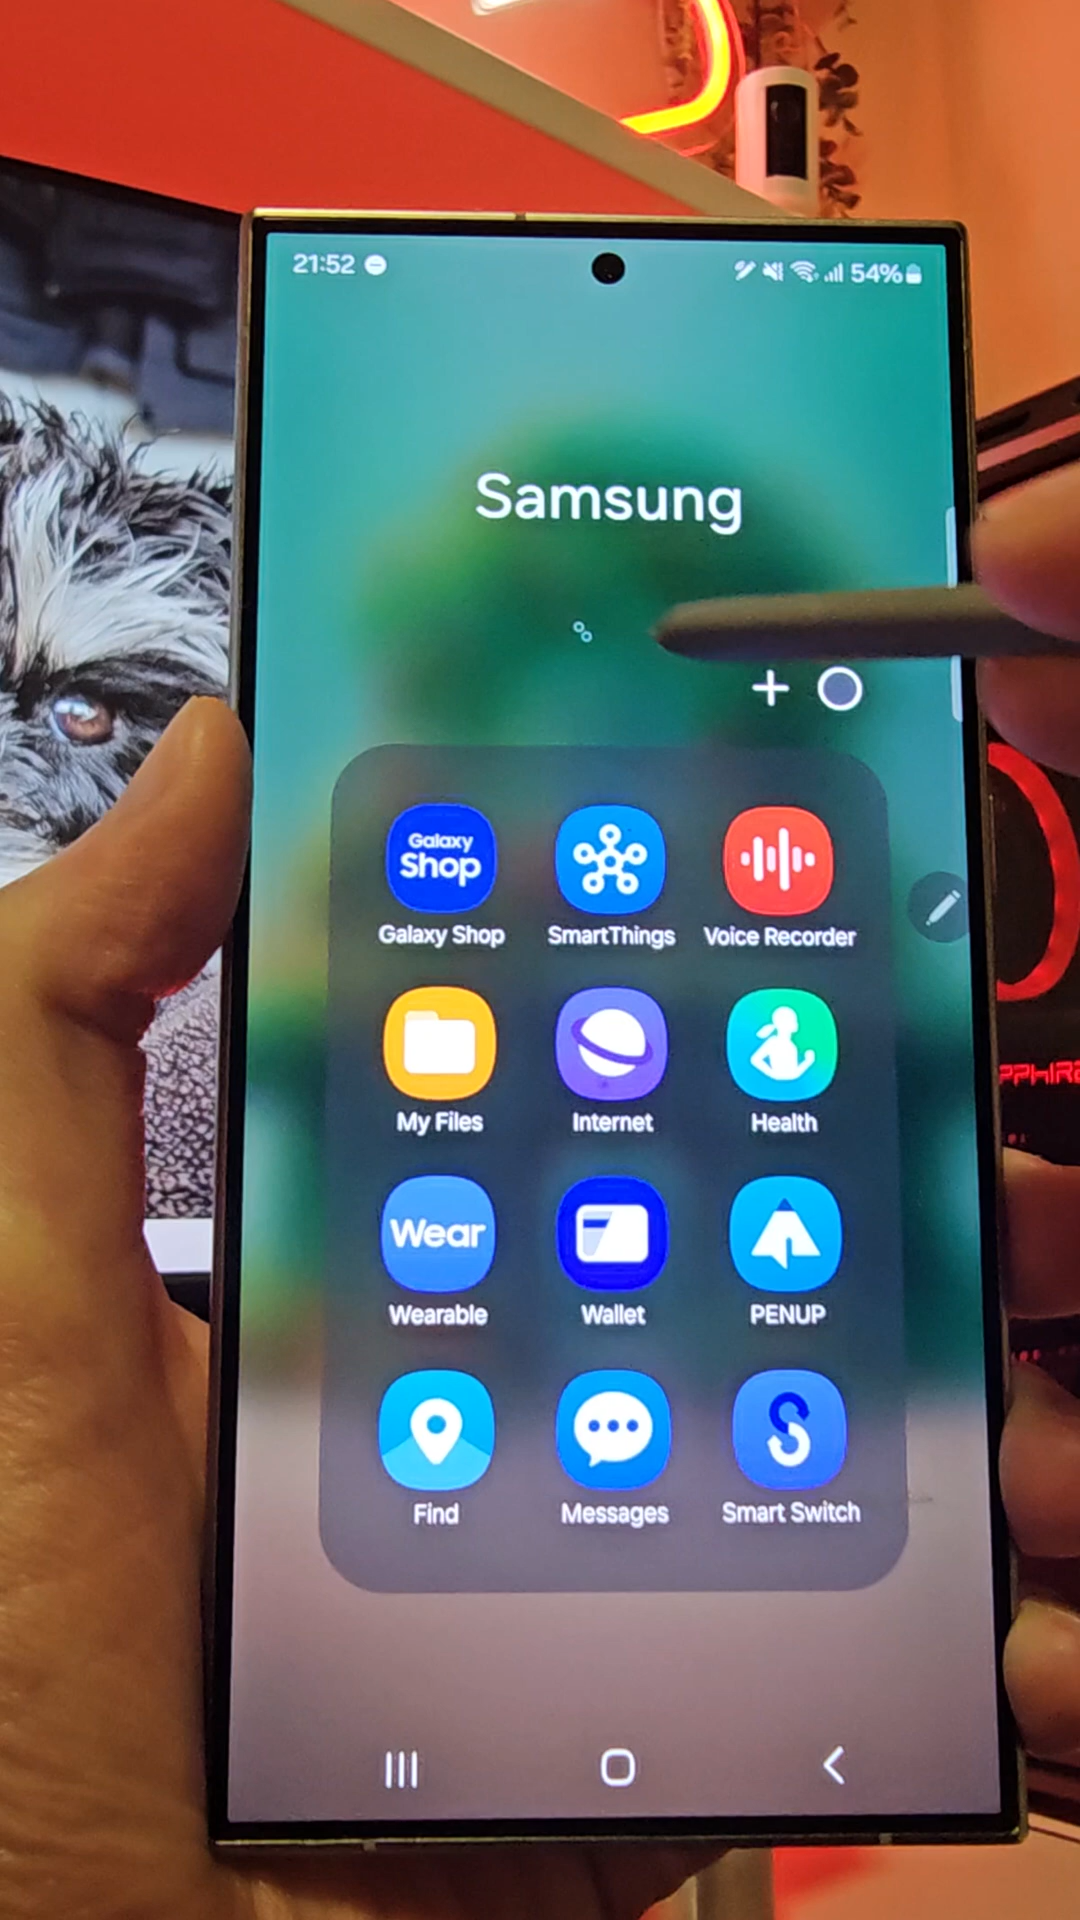 21:52
54%
Samsung
Galaxy
Shop
Galaxy Shop
SmartThings
Voice Recorder
My Files
Internet
Health
Wear
Wearable
Wallet
PENUP
Find
Messages
Smart Switch